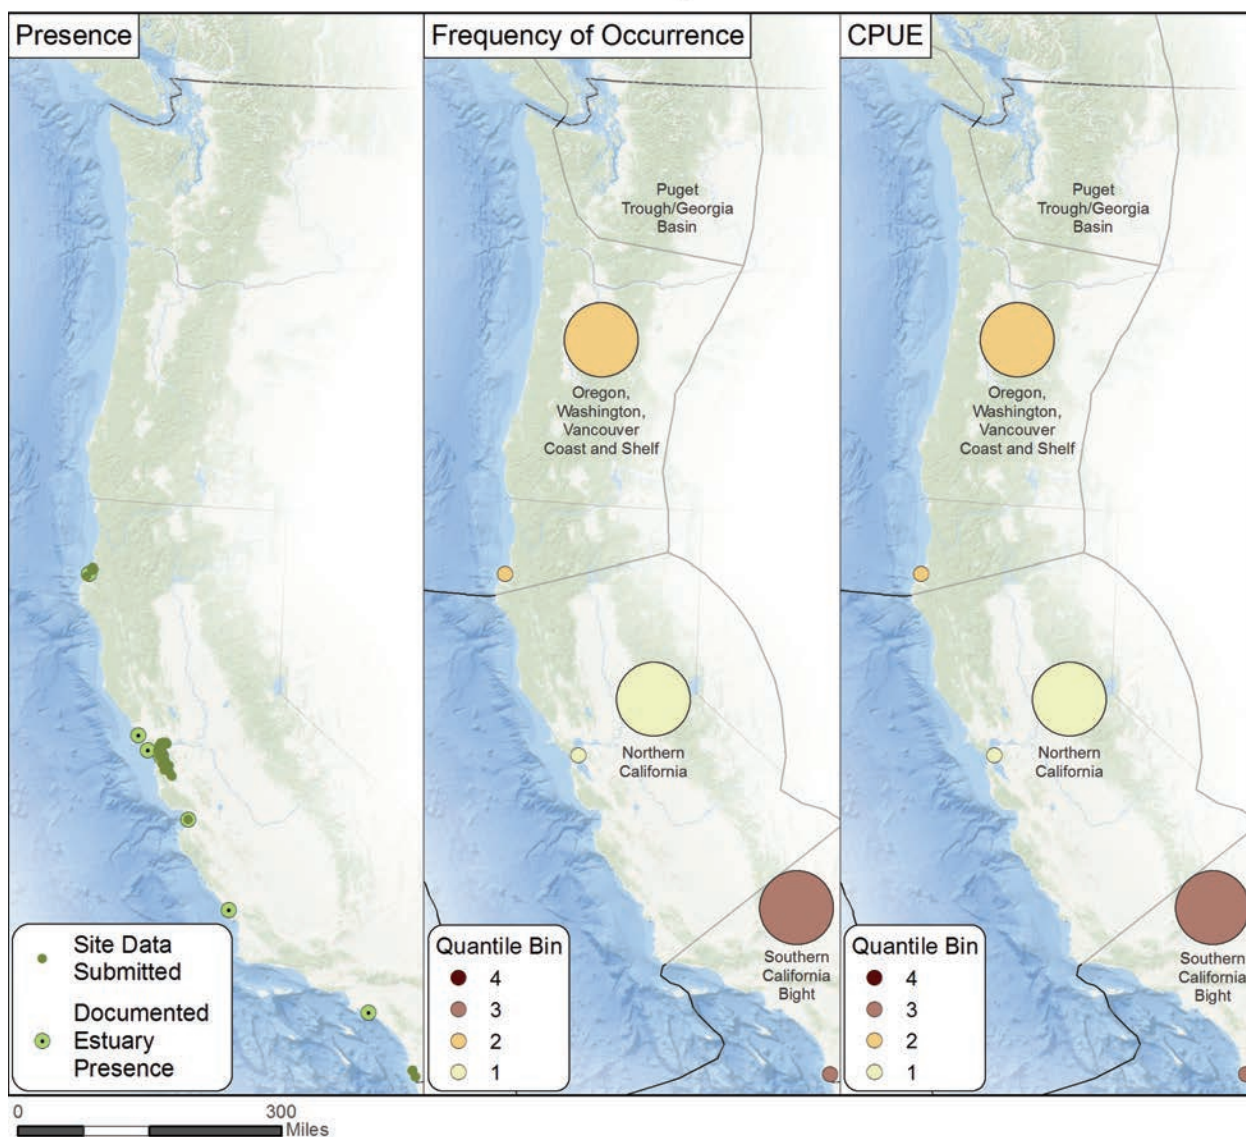 Presence
Site Data
Submitted
Documented
Estuary
Presence
0
300
Miles
Frequency of Occurrence
Puget
Trough/Georgia
Basin
Oregon,
Washington,
Vancouver
Coast and Shelf
Northern
California
Southern
California
Bight
Quantile Bin
4
3
2
1
CPUE
Puget
Trough/Georgia
Basin
Oregon,
Washington,
Vancouver
Coast and Shelf
Northern
California
Southern
California
Bight
Quantile Bin
4
3
2
1